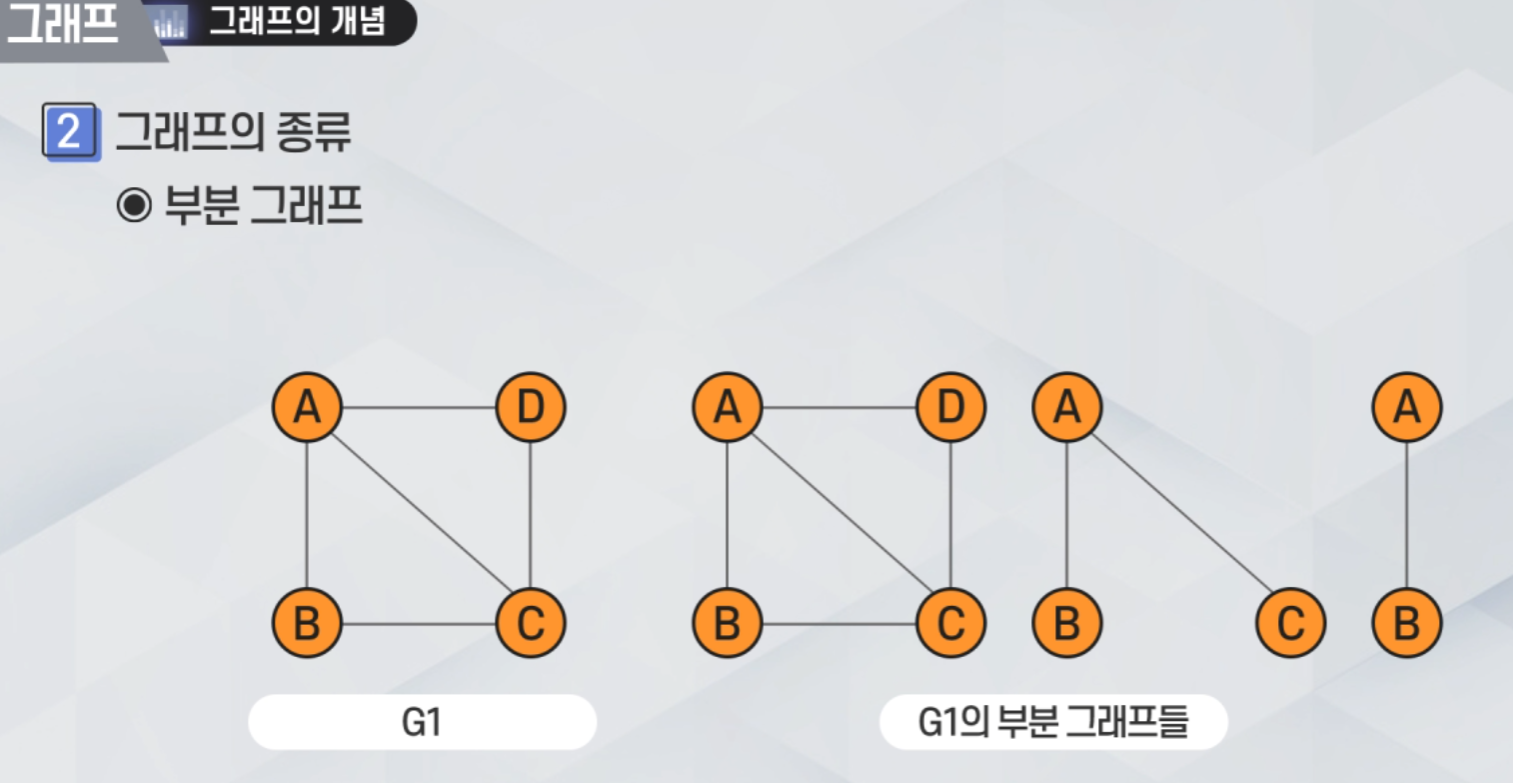 그래프 그래프의 개념
2 그래프의 종류
◉ 부분 그래프
A D A D A A
B C B C B C B
G1 G1의 부분 그래프들